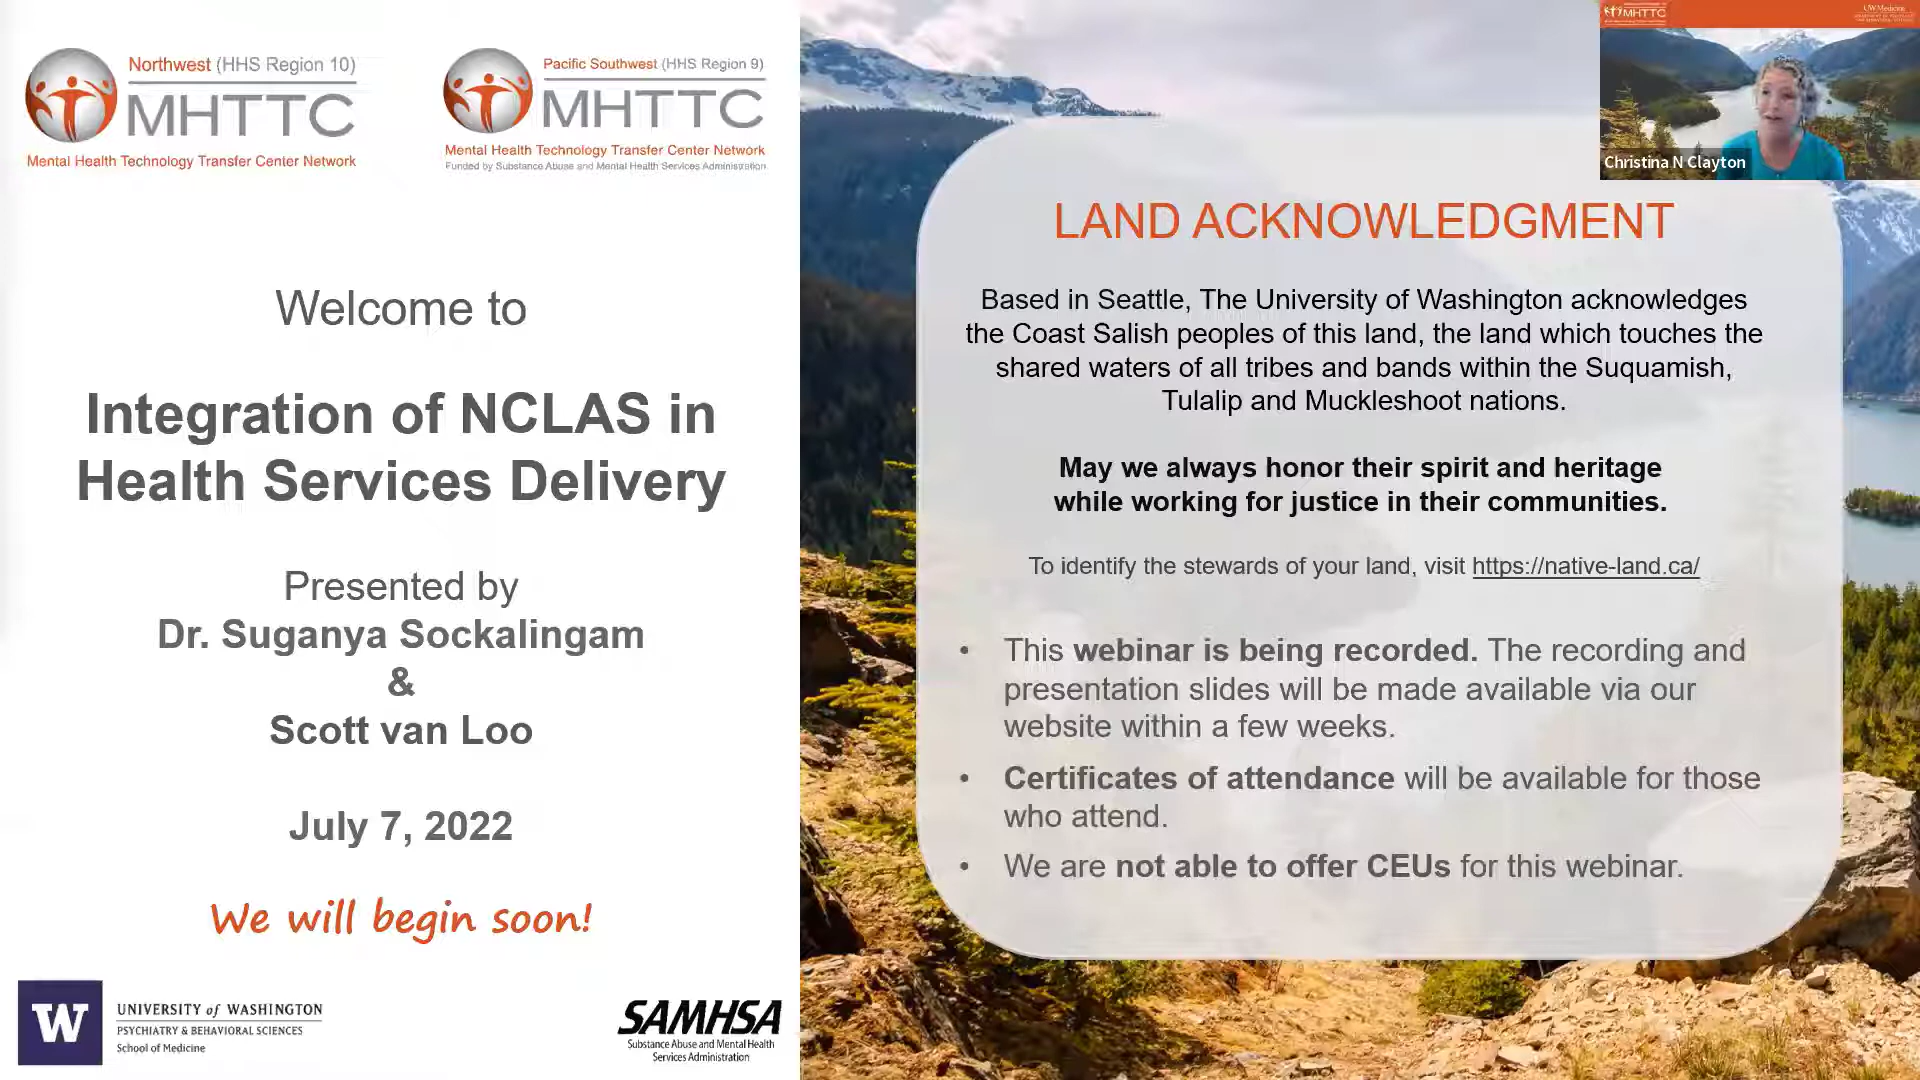 Northwest (HHS Region 10)
MHTTC
Mental Health Technology Transfer Center Network
Pacific Southwest (HHS Region 9)
MHTTC
Mental Health Technology Transfer Center Network
Funded by Substance Abuse and Mental Health Services Administration
Welcome to
Integration of NCLAS in
Health Services Delivery
Presented by
Dr. Suganya Sockalingam
&
Scott van Loo
July 7, 2022
We will begin soon!
W
UNIVERSITY of WASHINGTON
PSYCHIATRY & BEHAVIORAL SCIENCES
School of Medicine
SAMHSA
Substance Abuse and Mental Health
Services Administration
MHTTC
UW Medicine
Christina N Clayton
LAND ACKNOWLEDGMENT
Based in Seattle, The University of Washington acknowledges
the Coast Salish peoples of this land, the land which touches the
shared waters of all tribes and bands within the Suquamish,
Tulalip and Muckleshoot nations.
May we always honor their spirit and heritage
while working for justice in their communities.
To identify the stewards of your land, visit https://native-land.ca/
• This webinar is being recorded. The recording and
presentation slides will be made available via our
website within a few weeks.
• Certificates of attendance will be available for those
who attend.
• We are not able to offer CEUs for this webinar.